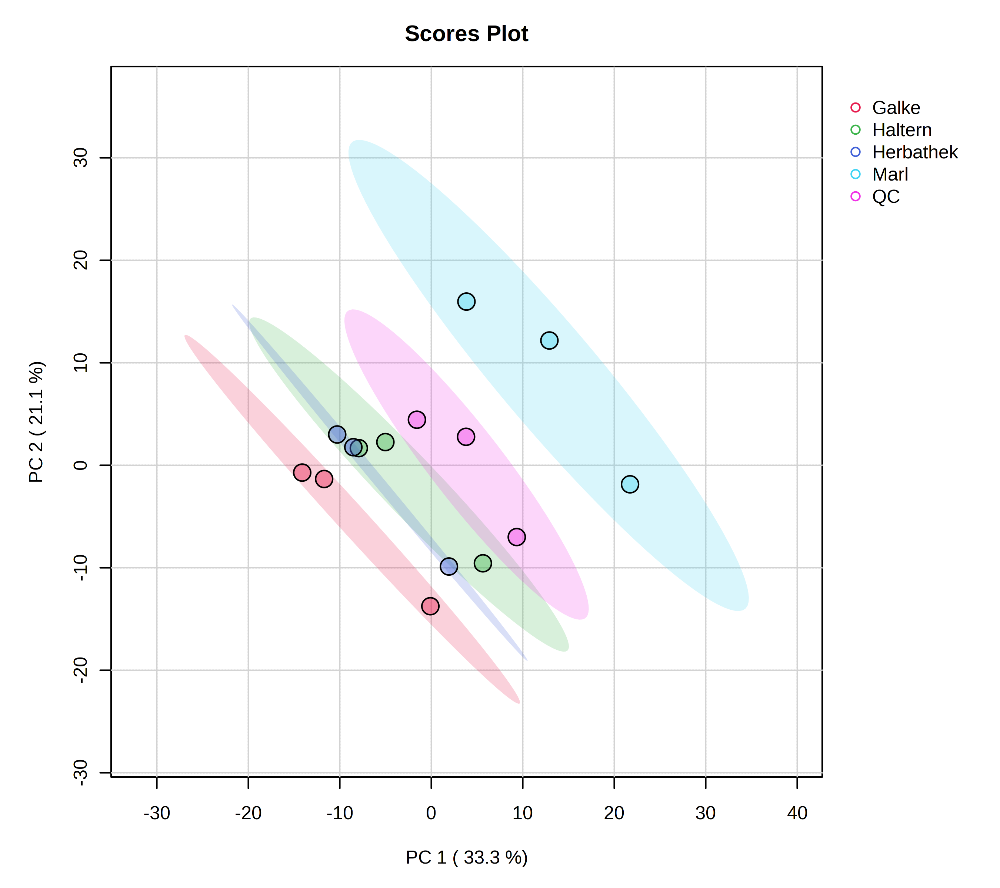 Scores Plot
Galke
Haltern
Herbathek
Marl
QC
PC 2 ( 21.1 %)
30
20
10
0
-10
-20
-30
-30 -20 -10 0 10 20 30 40
PC 1 ( 33.3 %)